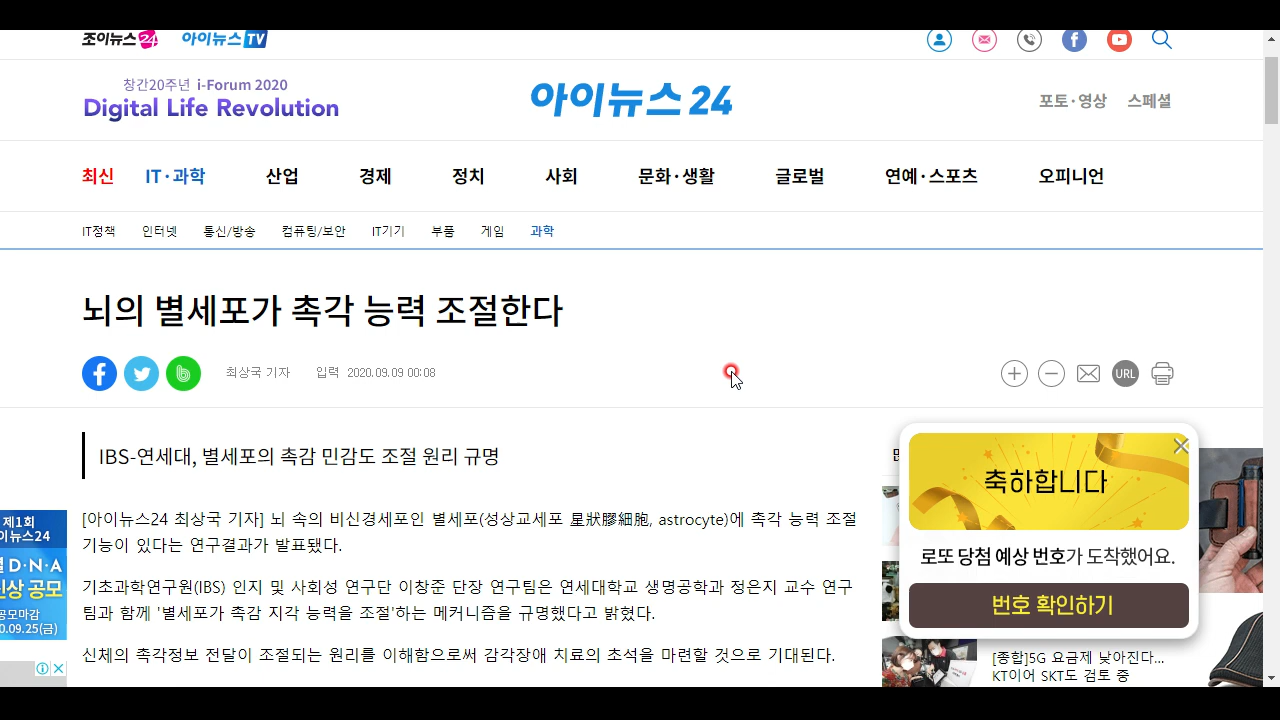 조이뉴스24 아이뉴스TV
창간20주년 i-Forum 2020
Digital Life Revolution
아이뉴스 24
포토·영상 스페셜
최신 IT·과학 산업 경제 정치 사회 문화·생활 글로벌 연예·스포츠 오피니언
IT정책 인터넷 통신/방송 컴퓨팅/보안 IT기기 부품 게임 과학
뇌의 별세포가 촉각 능력 조절한다
최상국 기자 입력 2020.09.09 00:08
URL
IBS-연세대, 별세포의 촉감 민감도 조절 원리 규명
[아이뉴스24 최상국 기자] 뇌 속의 비신경세포인 별세포(성상교세포 星狀膠細胞, astrocyte)에 촉각 능력 조절
기능이 있다는 연구결과가 발표됐다.
기초과학연구원(IBS) 인지 및 사회성 연구단 이창준 단장 연구팀은 연세대학교 생명공학과 정은지 교수 연구
팀과 함께 '별세포가 촉감 지각 능력을 조절'하는 메커니즘을 규명했다고 밝혔다.
신체의 촉각정보 전달이 조절되는 원리를 이해함으로써 감각장애 치료의 초석을 마련할 것으로 기대된다.
제1회
이뉴스24
D·N·A
상 공모
공모마감
0.09.25(금)
축하합니다
로또 당첨 예상 번호가 도착했어요.
번호 확인하기
[종합]5G 요금제 낮아진다...
KT이어 SKT도 검토 중